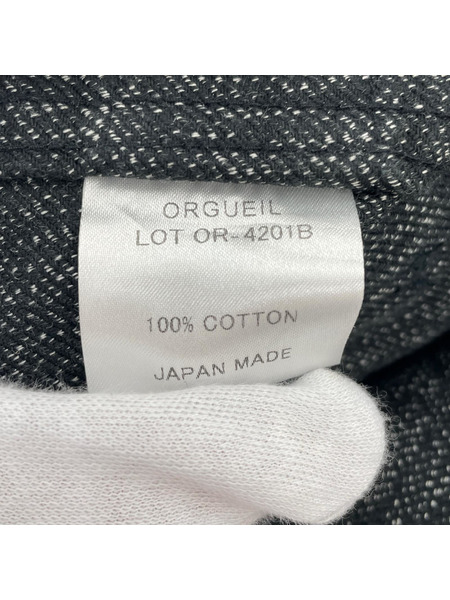 ORGUEIL
LOT OR-4201B
100% COTTON
JAPAN MADE